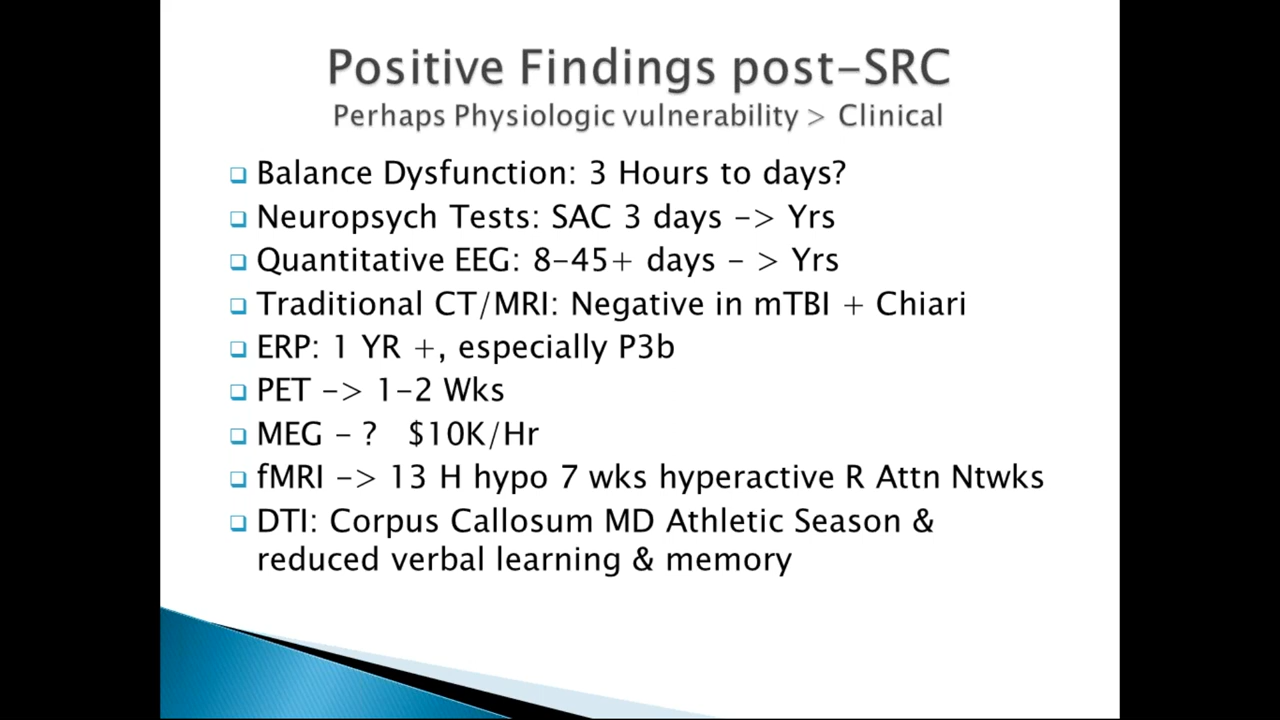 Positive Findings post-SRC
Perhaps Physiologic vulnerability > Clinical
Balance Dysfunction: 3 Hours to days?
Neuropsych Tests: SAC 3 days -> Yrs
Quantitative EEG: 8-45+ days - > Yrs
Traditional CT/MRI: Negative in mTBI + Chiari
ERP: 1 YR +, especially P3b
PET -> 1-2 Wks
MEG - ? $10K/Hr
fMRI -> 13 H hypo 7 wks hyperactive R Attn Ntwks
DTI: Corpus Callosum MD Athletic Season &
reduced verbal learning & memory